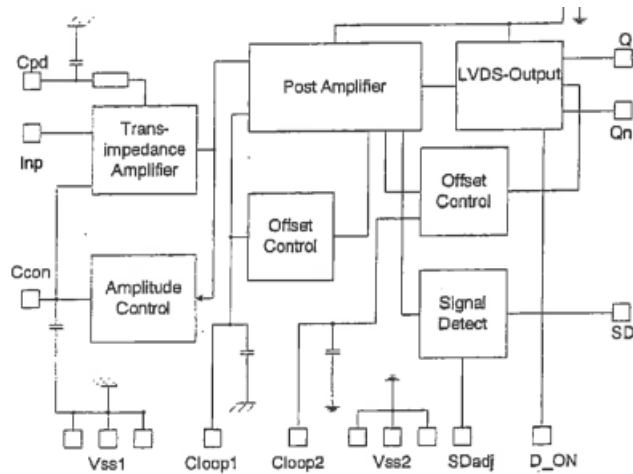 Cpd
Q
Post Amplifier
LVDS-Output
Inp
Trans-
impedance
Amplifier
Qn
Offset
Control
Offset
Control
Ccon
Amplitude
Control
Signal
Detect
SD
Vss1
Cloop1
Cloop2
Vss2
SDadj
D_ON